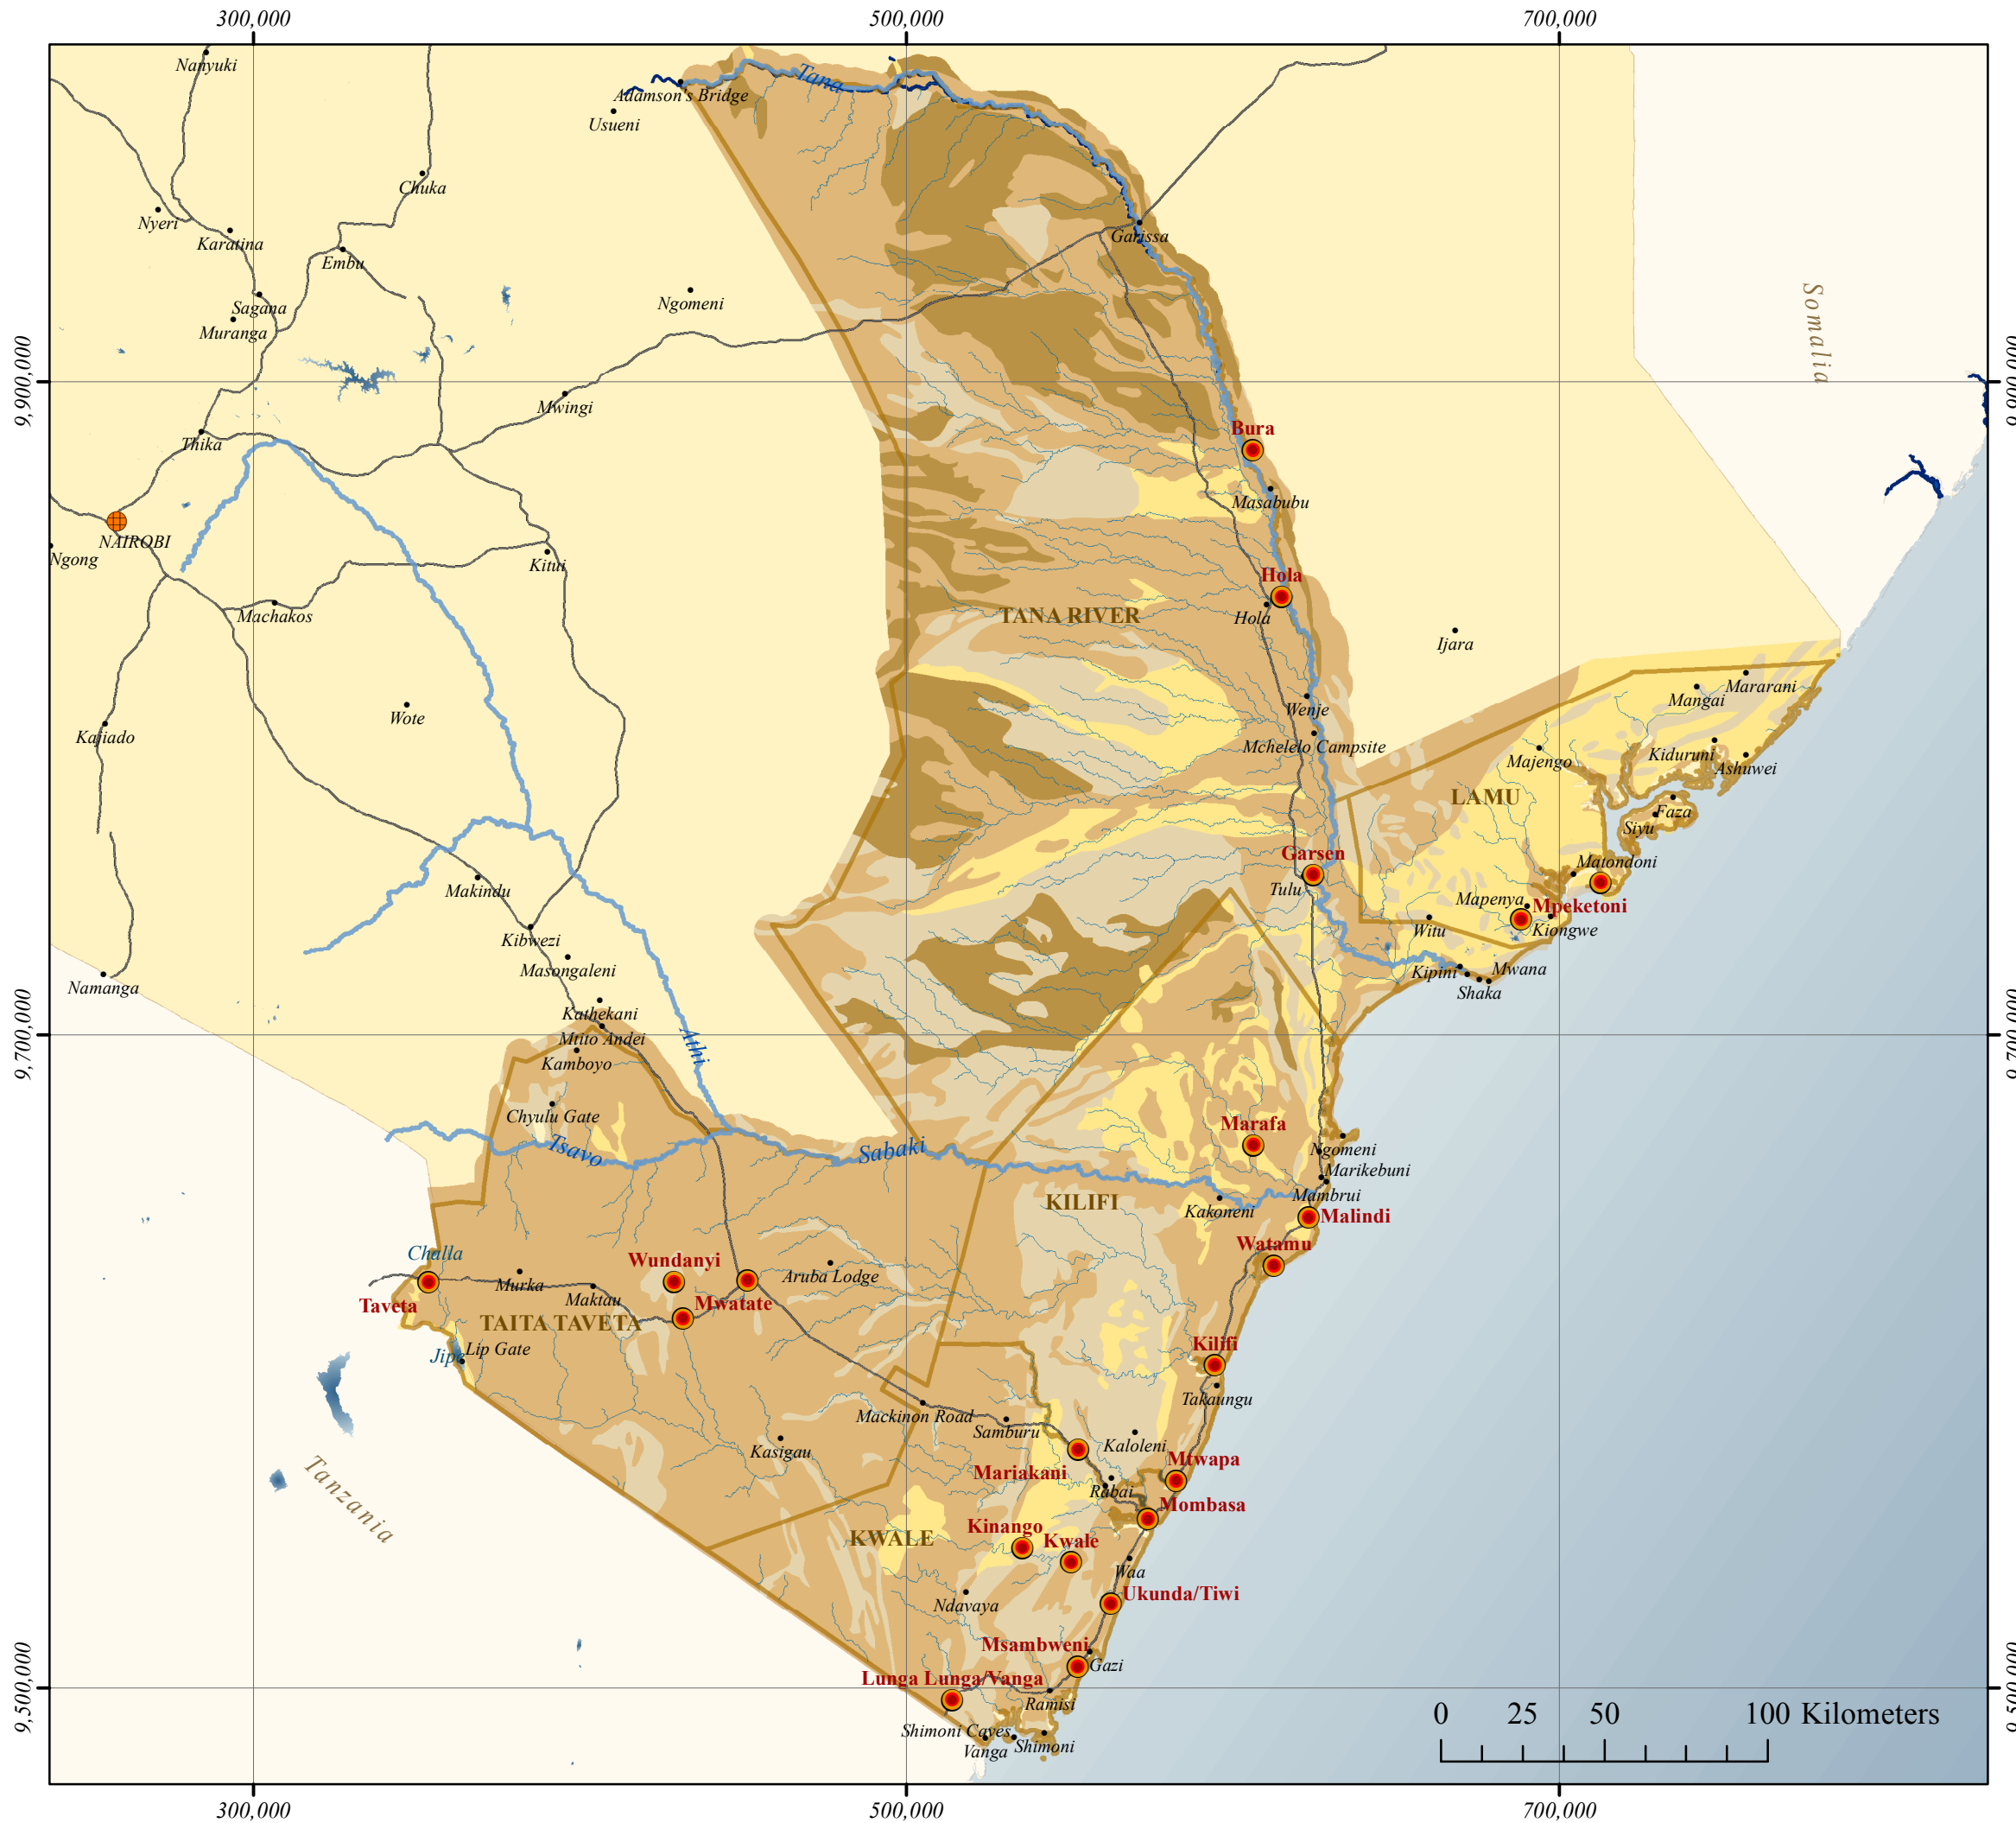 300,000
500,000
700,000
Nanyuki
Tana
Adamson's Bridge
Usueni
Chuka
Nyeri
Karatina
Garissa
Embu
Sagana
Ngomeni
Muranga
Somalia
9,900,000
Mwingi
Bura
Thika
Masabubu
NAIROBI
Ngong
Kitui
Hola
Machakos
Hola
TANA RIVER
Ijara
Mararani
Mangai
Wenje
Wote
Kajiado
Mchelelo Campsite
Kiduruni
Majengo
Ashuwei
LAMU
Faza
Siyu
Garsen
Matondoni
Makindu
Tulu
Mapenya
Mpeketoni
Witu
Kiongwe
Kibwezi
Masongaleni
Kipini
Mwana
Namanga
Shaka
Kathekani
9,700,000
Mtito Andei
Athi
Kamboyo
Chyulu Gate
Marafa
Tsavo
Sabaki
Ngomeni
Marikebuni
KILIFI
Mambrui
Kakoneni
Malindi
Watamu
Challa
Wundanyi
Aruba Lodge
Murka
Maktau
Taveta
Mwatate
TAITA TAVETA
Kilifi
Lip Gate
Jipe
Takaungu
Mackinon Road
Samburu
Kasigau
Kaloleni
Mtwapa
Mariakani
Tanzania
Rabai
Mombasa
Kinango
KWALE
Kwale
Waa
Ukunda/Tiwi
Ndavaya
Msambweni
Gazi
Lunga Lunga/Vanga
9,500,000
Ramisi
0 25 50 100 Kilometers
Shimoni Caves
Shimoni
Vanga
300,000
500,000
700,000